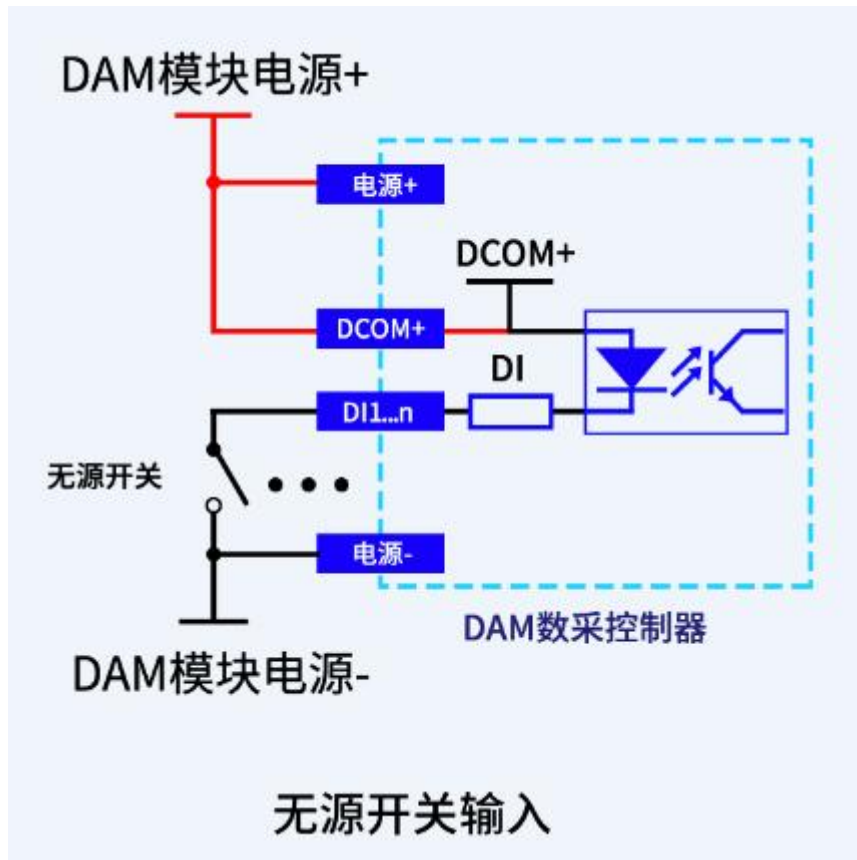 DAM模块电源+
电源+
DCOM+
DCOM+
DI
DI1...n
无源开关
电源-
DAM数采控制器
DAM模块电源-
无源开关输入